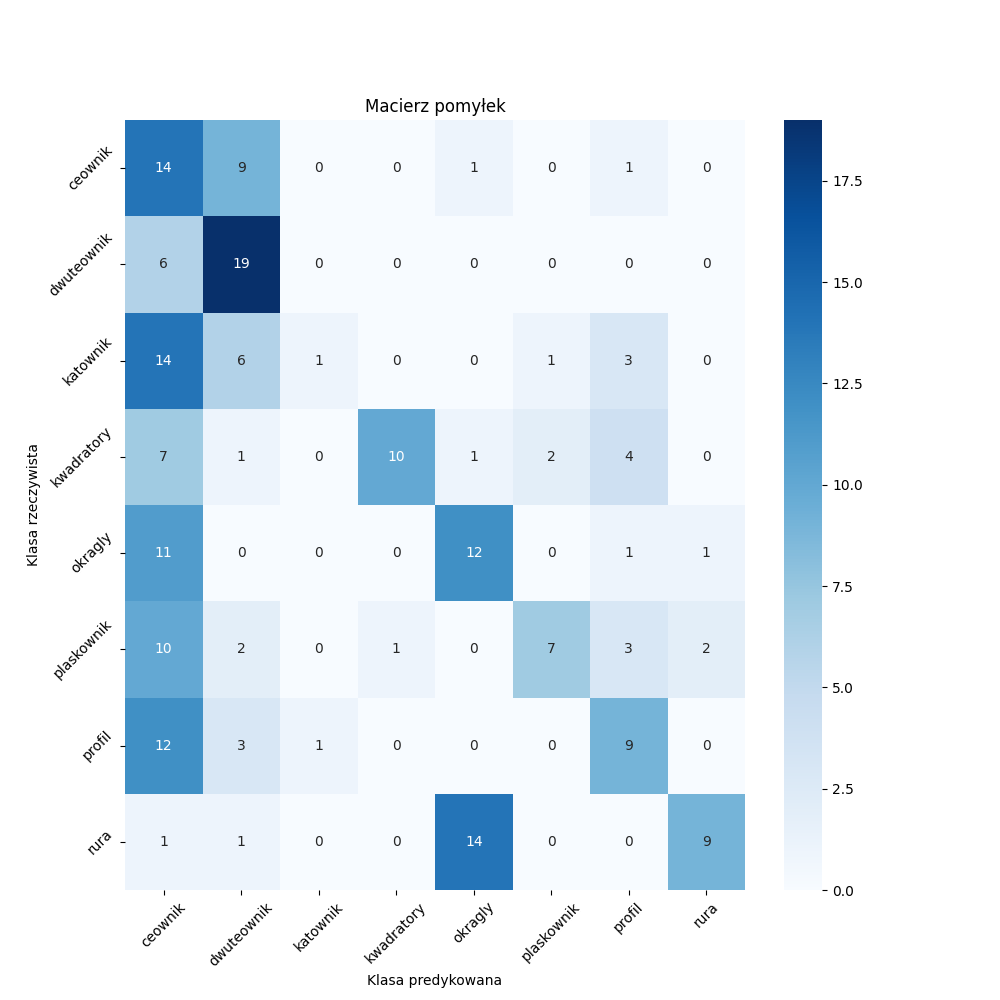 Macierz pomyłek
ceownik 14 9 0 0 1 0 1 0
dwuteownik 6 19 0 0 0 0 0 0
katownik 14 6 1 0 0 1 3 0
kwadratory 7 1 0 10 1 2 4 0
okragly 11 0 0 0 12 0 1 1
plaskownik 10 2 0 1 0 7 3 2
profil 12 3 1 0 0 0 9 0
rura 1 1 0 0 14 0 0 9
Klasa rzeczywista
ceownik dwuteownik katownik kwadratory okragly plaskownik profil rura
Klasa predykowana
17.5
15.0
12.5
10.0
7.5
5.0
2.5
0.0